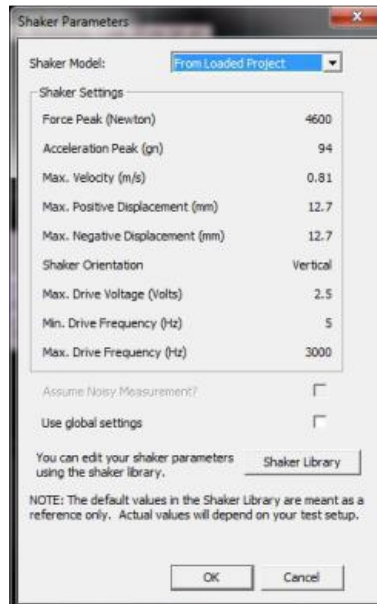 Shaker Parameters
Shaker Model: From Loaded Project
Shaker Settings
Force Peak (Newton) 4600
Acceleration Peak (gn) 94
Max. Velocity (m/s) 0.81
Max. Positive Displacement (mm) 12.7
Max. Negative Displacement (mm) 12.7
Shaker Orientation Vertical
Max. Drive Voltage (Volts) 2.5
Min. Drive Frequency (Hz) 5
Max. Drive Frequency (Hz) 3000
Assume Noisy Measurement?
Use global settings
You can edit your shaker parameters
using the shaker library.
Shaker Library
NOTE: The default values in the Shaker Library are meant as a
reference only. Actual values will depend on your test setup.
OK Cancel